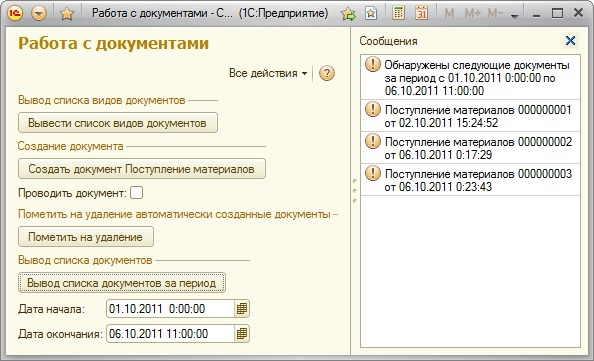 Работа с документами - С... (1С:Предприятие)
M M+ M-
Работа с документами
Все действия
Вывод списка видов документов
Вывести список видов документов
Создание документа
Создать документ Поступление материалов
Проводить документ:
Пометить на удаление автоматически созданные документы
Пометить на удаление
Вывод списка документов
Вывод списка документов за период
Дата начала: 01.10.2011 0:00:00
Дата окончания: 06.10.2011 11:00:00
Сообщения
Обнаружены следующие документы
за период с 01.10.2011 0:00:00 по
06.10.2011 11:00:00
Поступление материалов 000000001
от 02.10.2011 15:24:52
Поступление материалов 000000002
от 06.10.2011 0:17:29
Поступление материалов 000000003
от 06.10.2011 0:23:43